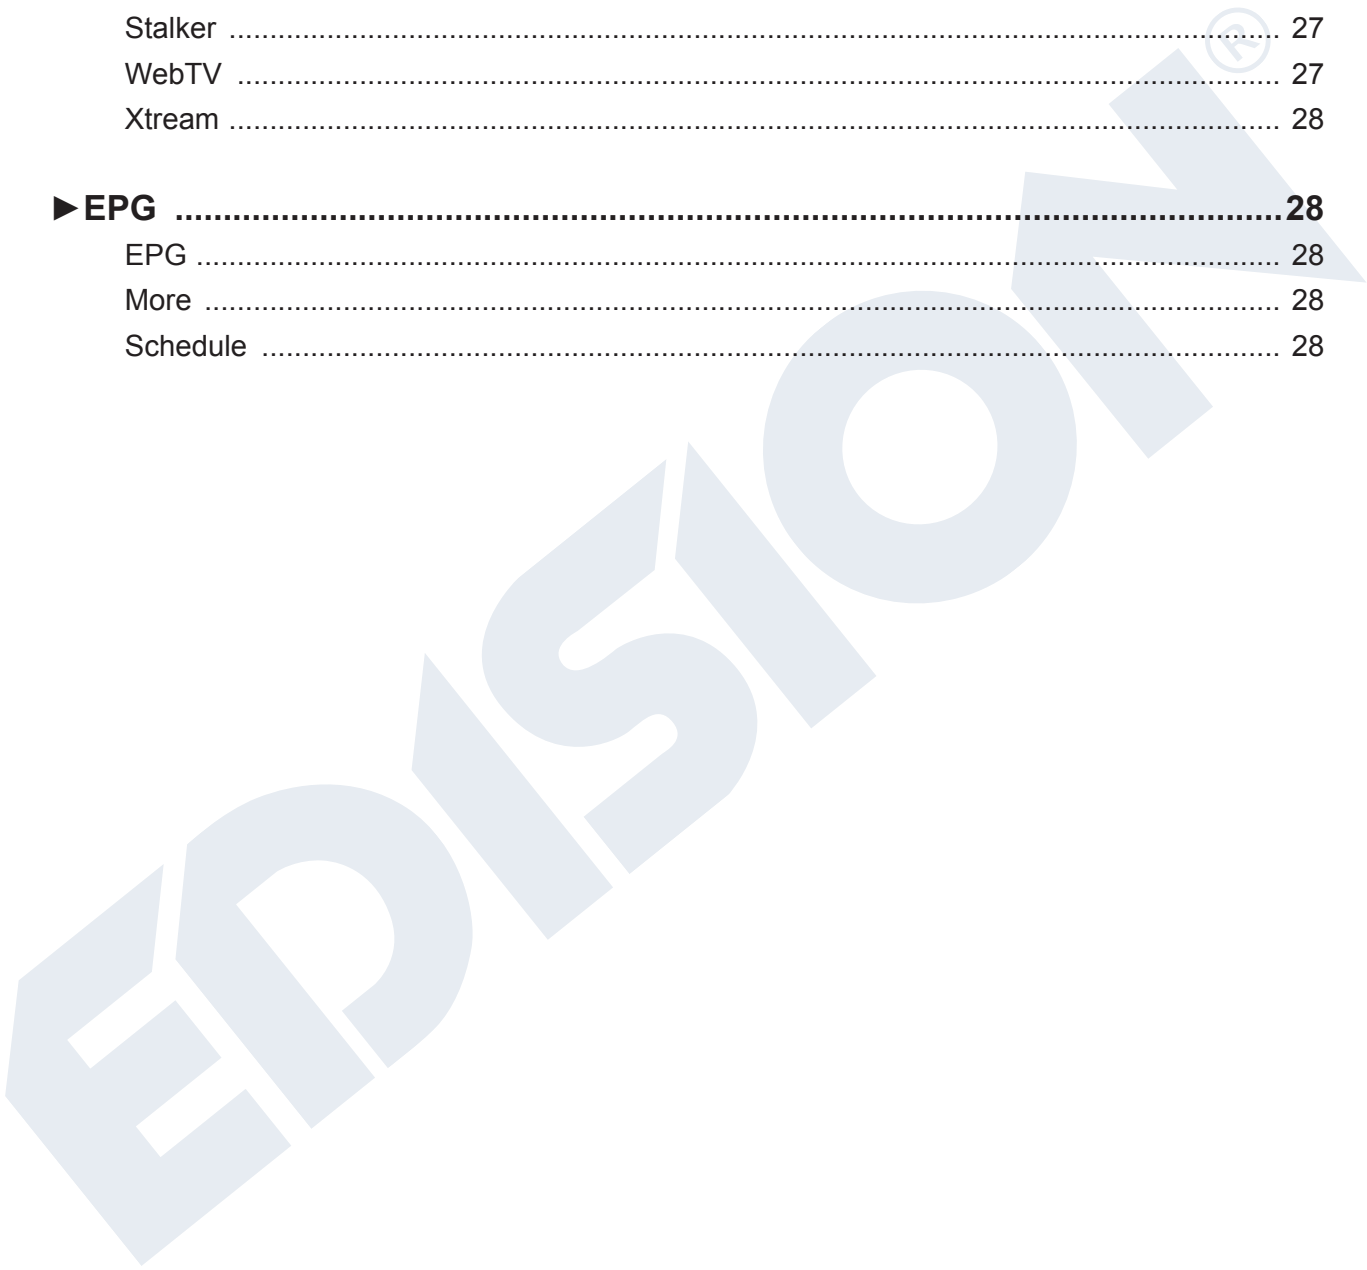 Stalker ........................................................................................................................................ 27
WebTV ........................................................................................................................................ 27
Xtream ........................................................................................................................................ 28
►EPG ....................................................................................................................28
EPG ............................................................................................................................................ 28
More ........................................................................................................................................... 28
Schedule .................................................................................................................................... 28
EDISION®